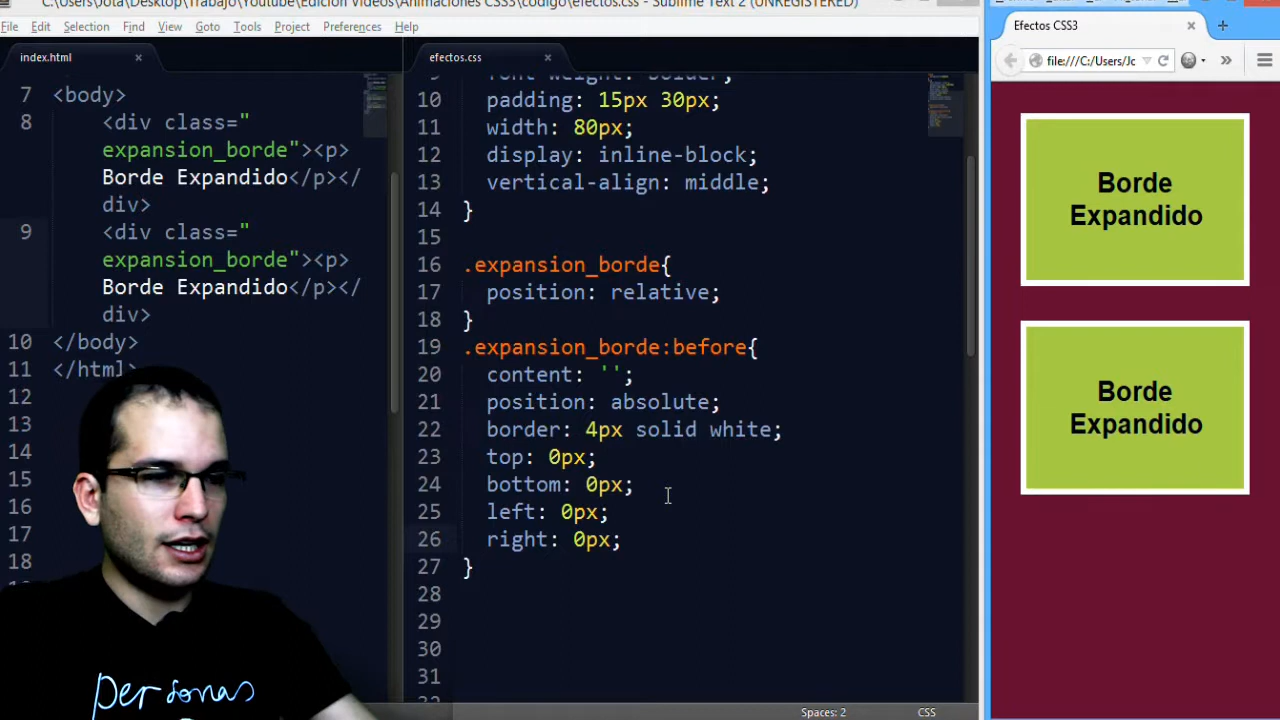 C:\Users\Jota\Desktop\Trabajo\Youtube\Edicion Videos\Animaciones CSS3\codigo\efectos.css - Sublime Text 2 (UNREGISTERED)
File Edit Selection Find View Goto Tools Project Preferences Help
index.html
7 <body>
8 <div class="
expansion_borde"><p>
Borde Expandido</p></
div>
9 <div class="
expansion_borde"><p>
Borde Expandido</p></
div>
10 </body>
11 </html>
12
13
14
15
16
17
18
efectos.css
9 font-weight: bolder;
10 padding: 15px 30px;
11 width: 80px;
12 display: inline-block;
13 vertical-align: middle;
14 }
15
16 .expansion_borde{
17 position: relative;
18 }
19 .expansion_borde:before{
20 content: '';
21 position: absolute;
22 border: 4px solid white;
23 top: 0px;
24 bottom: 0px;
25 left: 0px;
26 right: 0px;
27 }
28
29
30
31
Spaces: 2 CSS
Efectos CSS3
file:///C:/Users/Jc
Borde
Expandido
Borde
Expandido
personas